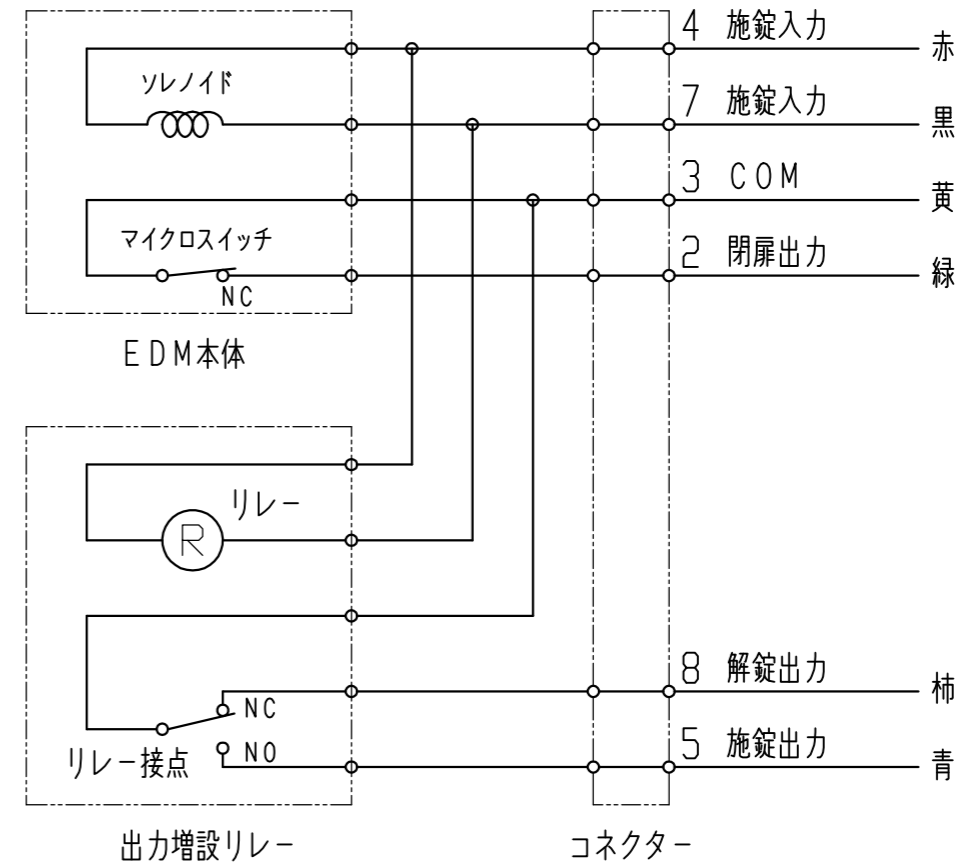 4 施錠入力 赤
ソレノイド
7 施錠入力 黒
3 COM 黄
マイクロスイッチ
2 閉扉出力 緑
NC
EDM本体
リレー
R
8 解錠出力 柿
NC
リレー接点
NO
5 施錠出力 青
出力増設リレー
コネクター